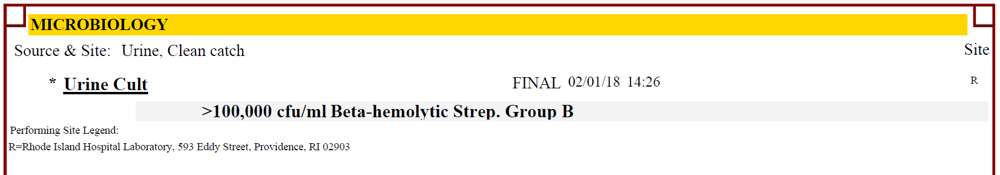 MICROBIOLOGY
Source & Site: Urine, Clean catch Site
* Urine Cult FINAL 02/01/18 14:26 R
>100,000 cfu/ml Beta-hemolytic Strep. Group B
Performing Site Legend:
R=Rhode Island Hospital Laboratory, 593 Eddy Street, Providence, RI 02903